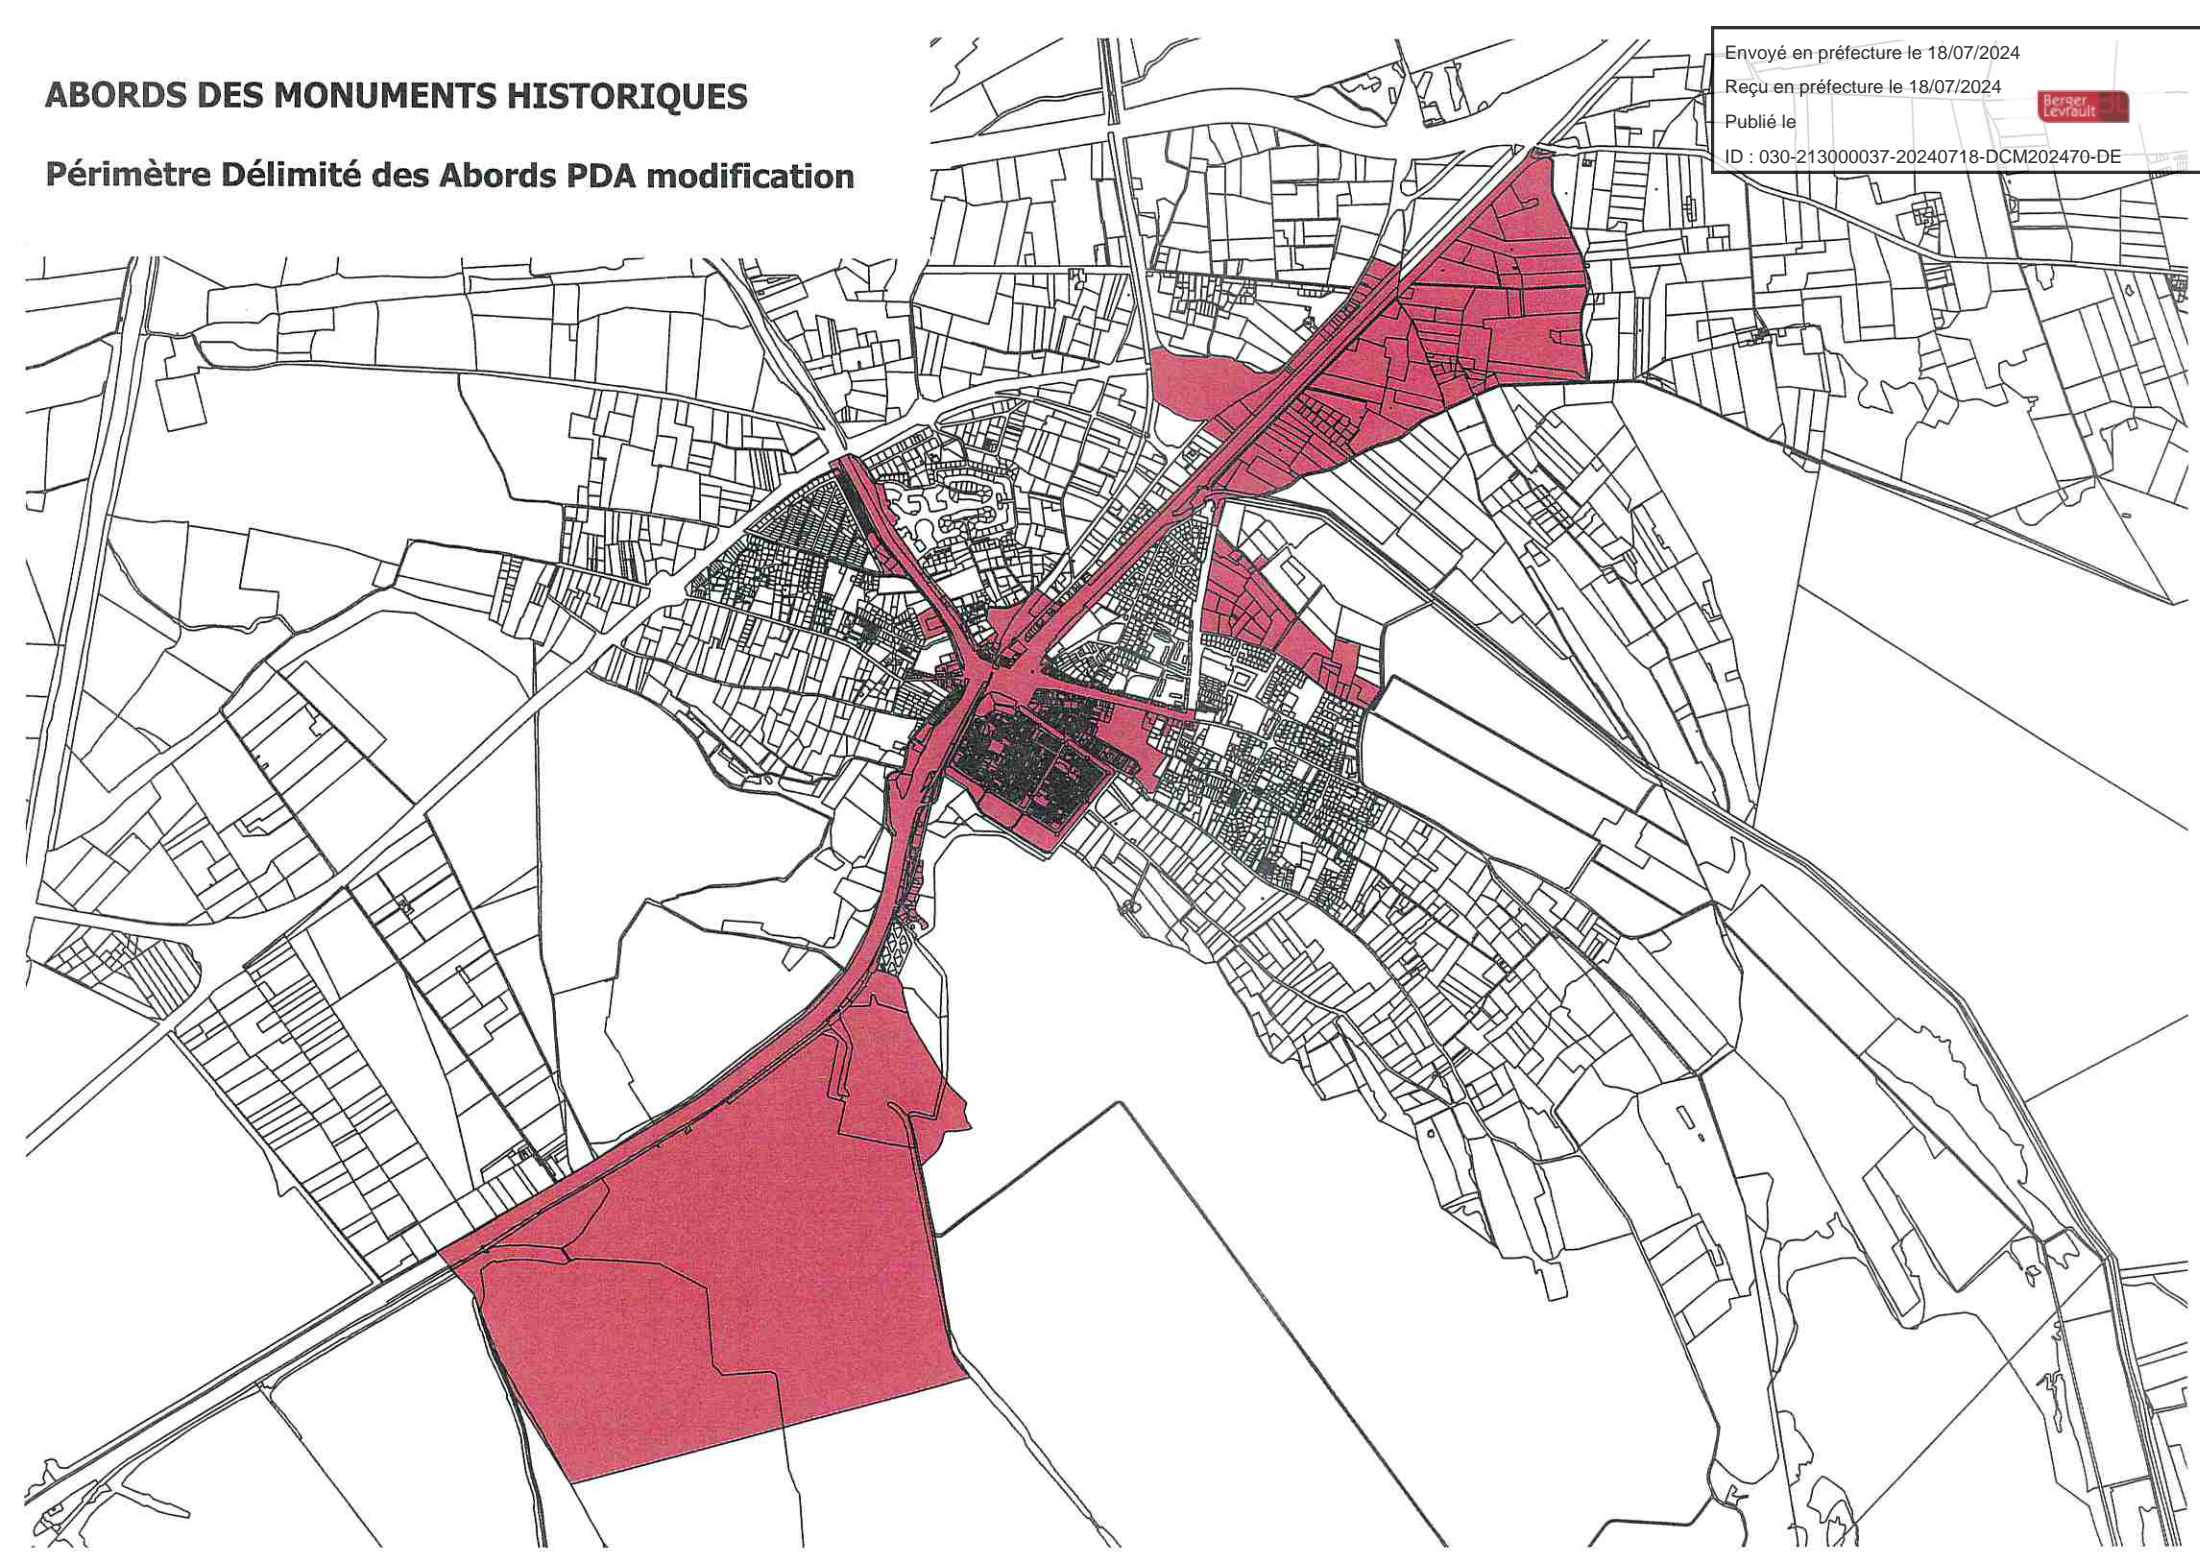 ABORDS DES MONUMENTS HISTORIQUES
Périmètre Délimité des Abords PDA modification
Envoyé en préfecture le 18/07/2024
Reçu en préfecture le 18/07/2024
Publié le
ID : 030-213000037-20240718-DCM202470-DE
Berger
Levrault